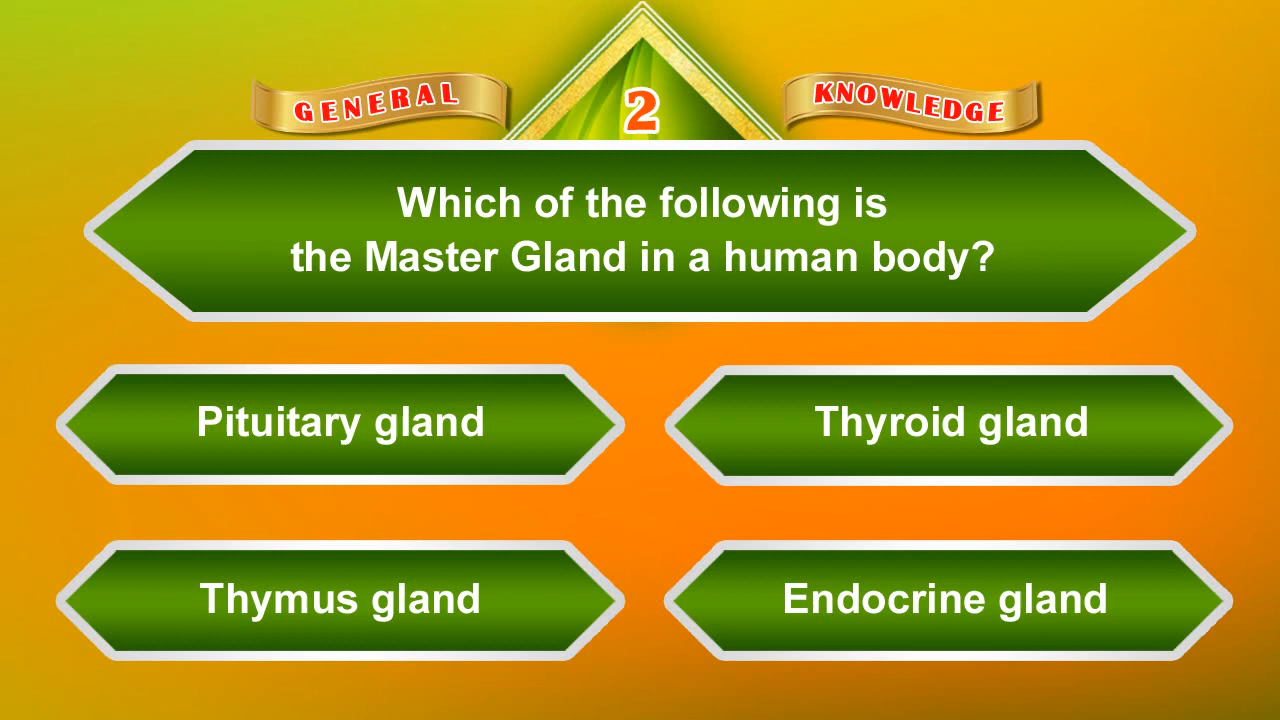 GENERAL
2
KNOWLEDGE
Which of the following is
the Master Gland in a human body?
Pituitary gland
Thyroid gland
Thymus gland
Endocrine gland